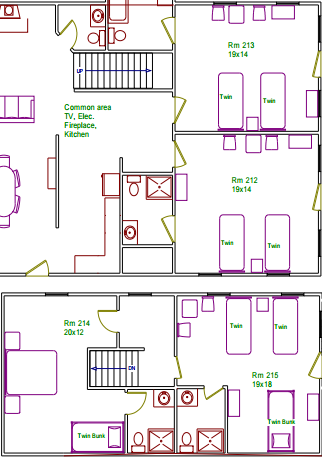 Rm 213
19x14
UP
Twin
Twin
Common area
TV, Elec.
Fireplace,
Kitchen
Rm 212
19x14
Twin
Twin
Rm 214
20x12
Twin
Twin
DN
Rm 215
19x18
Twin Bunk
Twin Bunk